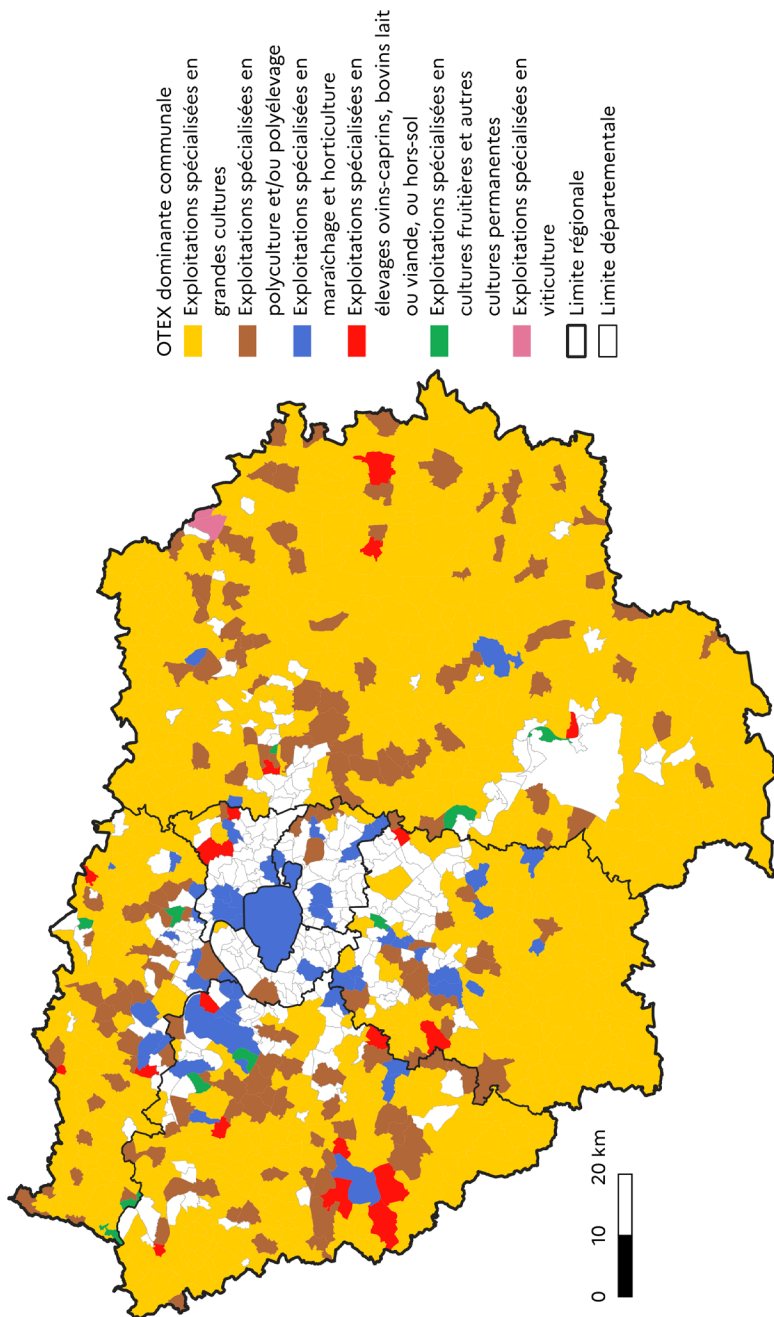 OTEX dominante communale
Exploitations spécialisées en
grandes cultures
Exploitations spécialisées en
polyculture et/ou polyélevage
Exploitations spécialisées en
maraîchage et horticulture
Exploitations spécialisées en
élevages ovins-caprins, bovins lait
ou viande, ou hors-sol
Exploitations spécialisées en
cultures fruitières et autres
cultures permanentes
Exploitations spécialisées en
viticulture
Limite régionale
Limite départementale
0 10 20 km